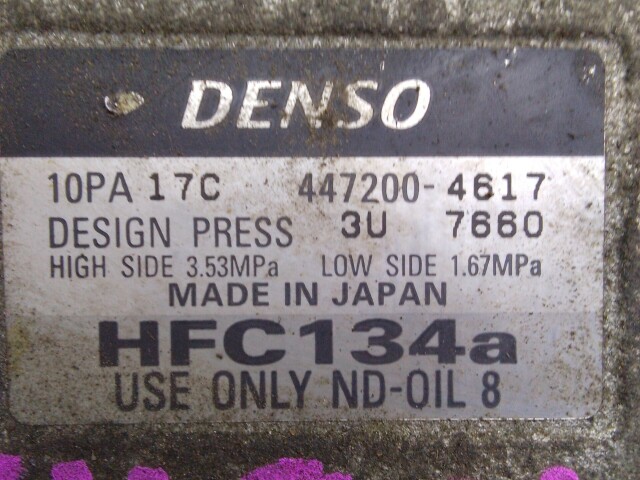 DENSO
10PA 17C 447200-4617
DESIGN PRESS 3U 7660
HIGH SIDE 3.53MPa LOW SIDE 1.67MPa
MADE IN JAPAN
HFC134a
USE ONLY ND-OIL 8